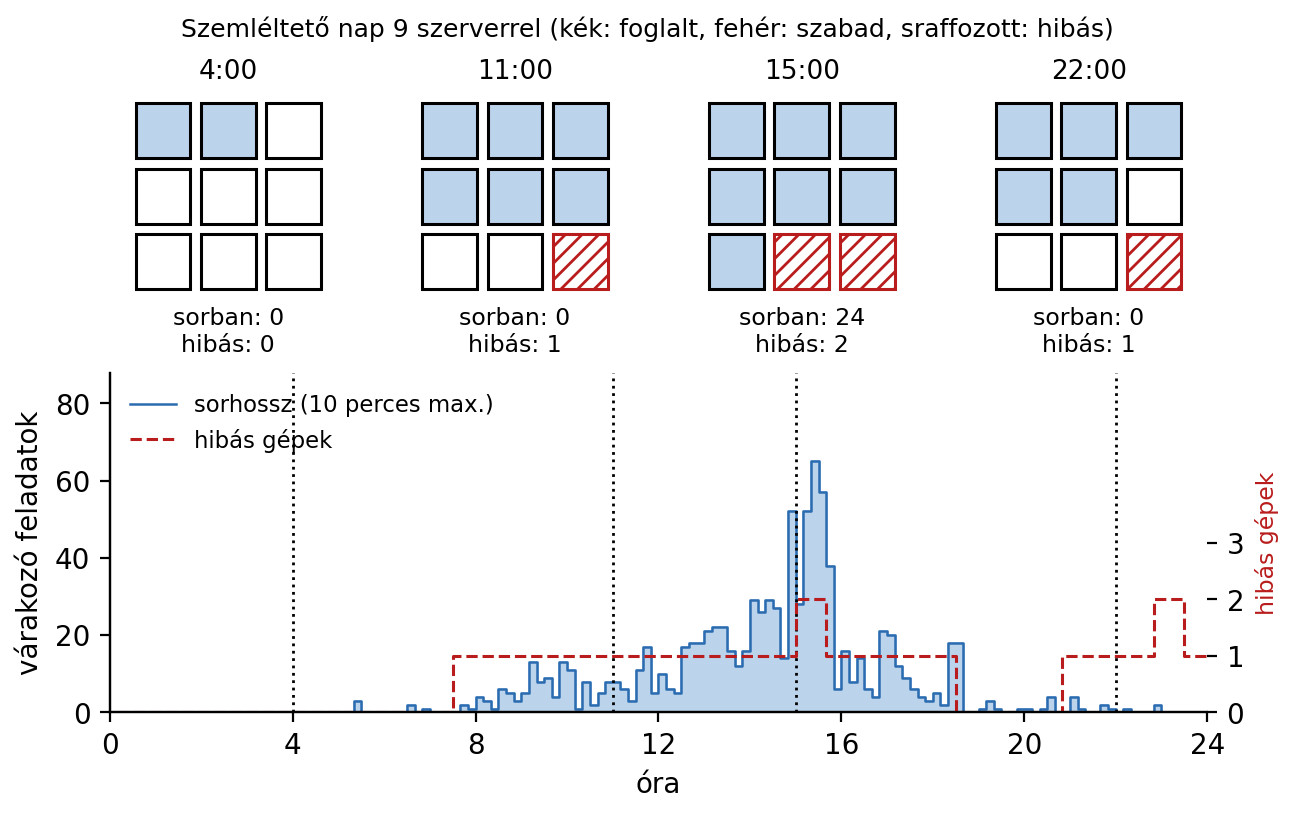 Szemléltető nap 9 szerverrel (kék: foglalt, fehér: szabad, sraffozott: hibás)
4:00
11:00
15:00
22:00
sorban: 0
hibás: 0
sorban: 0
hibás: 1
sorban: 24
hibás: 2
sorban: 0
hibás: 1
sorhossz (10 perces max.)
hibás gépek
várakozó feladatok
80
60
40
20
0
3
2
1
0
hibás gépek
0
4
8
12
16
20
24
óra